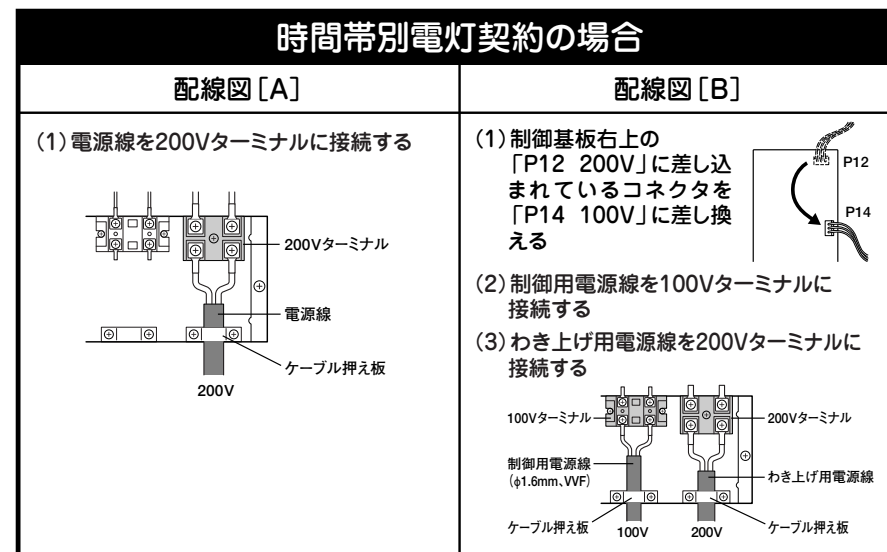 時間帯別電灯契約の場合
配線図[A]
(1)電源線を200Vターミナルに接続する
200Vターミナル
電源線
ケーブル押え板
200V
配線図[B]
(1)制御基板右上の
「P12 200V」に差し込
まれているコネクタを
「P14 100V」に差し換
える
P12
P14
(2)制御用電源線を100Vターミナルに
接続する
(3)わき上げ用電源線を200Vターミナルに
接続する
100Vターミナル
200Vターミナル
制御用電源線
(φ1.6mm、VVF)
わき上げ用電源線
ケーブル押え板
100V
200V
ケーブル押え板